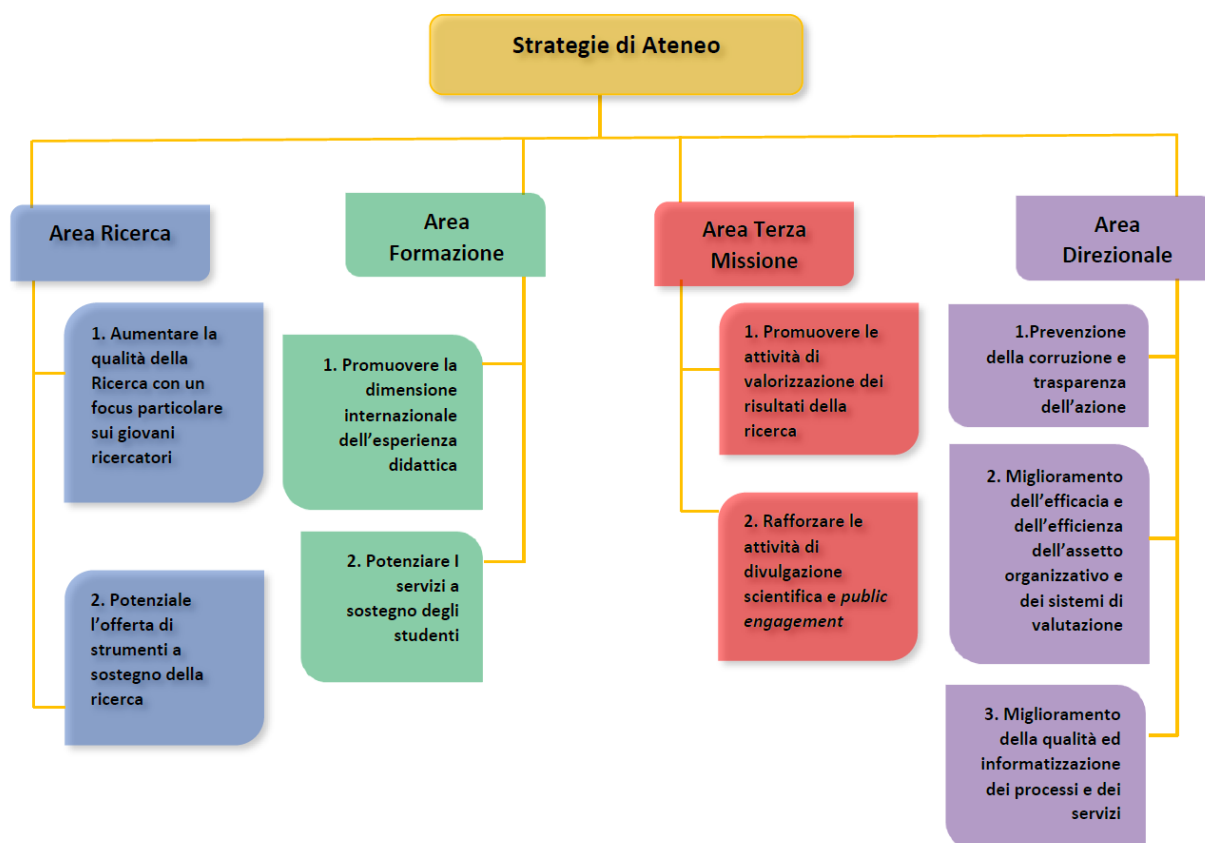 Strategie di Ateneo
Area Ricerca
1. Aumentare la
qualità della
Ricerca con un
focus particolare
sui giovani
ricercatori
2. Potenziale
l'offerta di
strumenti a
sostegno della
ricerca
Area
Formazione
1. Promuovere la
dimensione
internazionale
dell'esperienza
didattica
2. Potenziare I
servizi a
sostegno degli
studenti
Area Terza
Missione
1. Promuovere le
attività di
valorizzazione dei
risultati della
ricerca
2. Rafforzare le
attività di
divulgazione
scientifica e public
engagement
Area
Direzionale
1.Prevenzione
della corruzione e
trasparenza
dell'azione
2. Miglioramento
dell'efficacia e
dell'efficienza
dell'assetto
organizzativo e
dei sistemi di
valutazione
3. Miglioramento
della qualità ed
informatizzazione
dei processi e dei
servizi